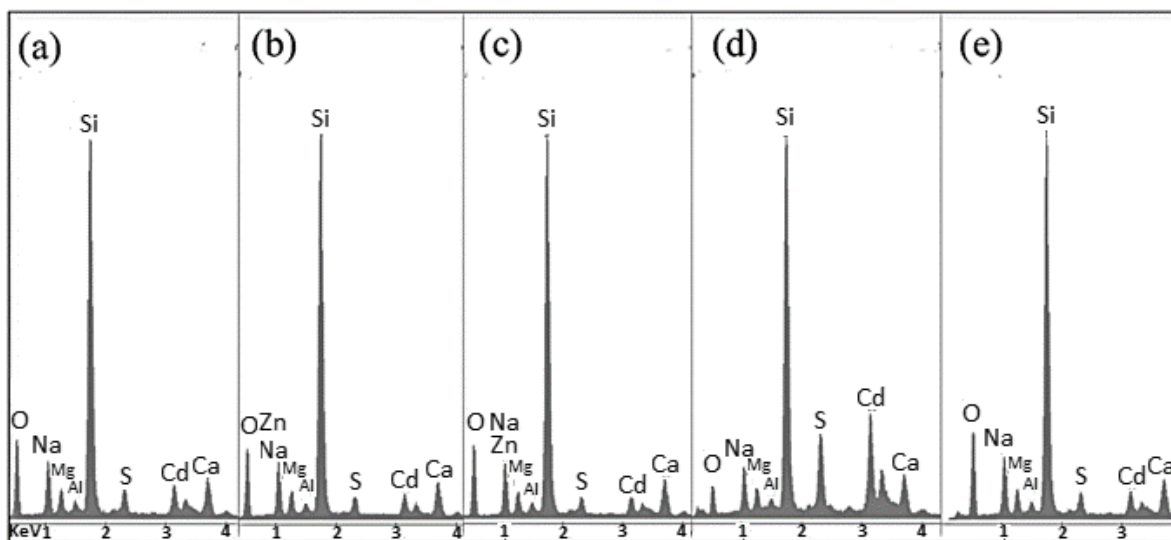 (a) (b) (c) (d) (e)
Si Si Si Si Si
O Na Mg Al S Cd Ca
O Zn Na Mg Al S Cd Ca
O Na Zn Mg Al S Cd Ca
O Na Mg Al S Cd Ca
O Na Mg Al S Cd Ca
KeV1 2 3 4 1 2 3 4 1 2 3 4 1 2 3 4 1 2 3